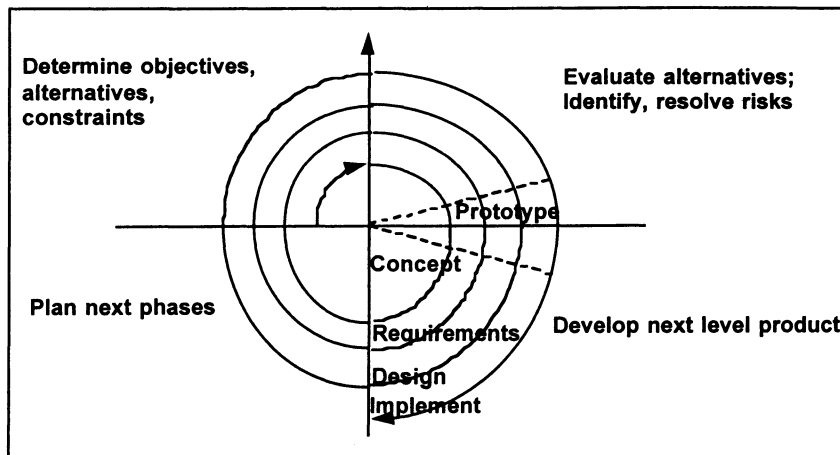 Determine objectives,
alternatives,
constraints
Evaluate alternatives;
Identify, resolve risks
Prototype
Concept
Plan next phases
Requirements
Develop next level product
Design
Implement